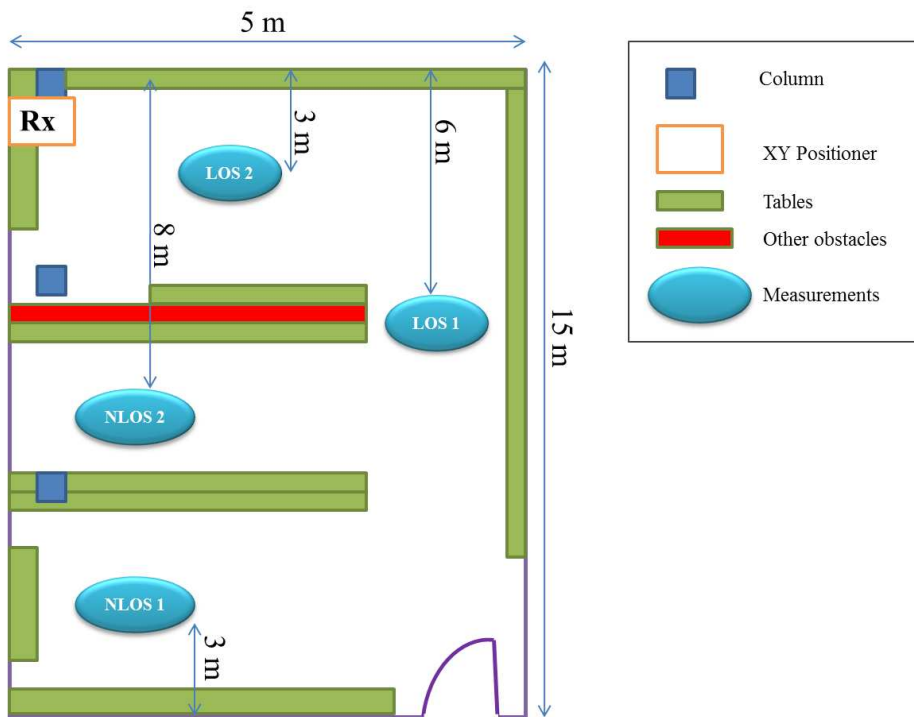 5 m
Rx
3 m
6 m
LOS 2
8 m
LOS 1
15 m
NLOS 2
NLOS 1
3 m
Column
XY Positioner
Tables
Other obstacles
Measurements